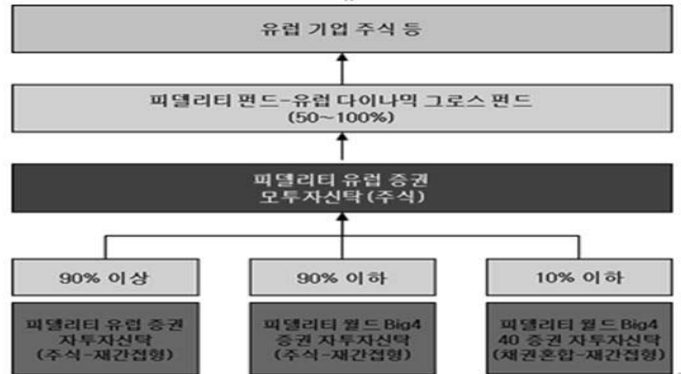 유럽 기업 주식 등
피델리티 펀드-유럽 다이나믹 그로스 펀드
(50~100%)
피델리티 유럽 증권
모투자신탁(주식)
90% 이상
90% 이하
10% 이하
피델리티 유럽 증권
자투자신탁
(주식-재간접형)
피델리티 월드 Big4
증권 자투자신탁
(주식-재간접형)
피델리티 월드 Big4
40 증권 자투자신탁
(채권혼합-재간접형)